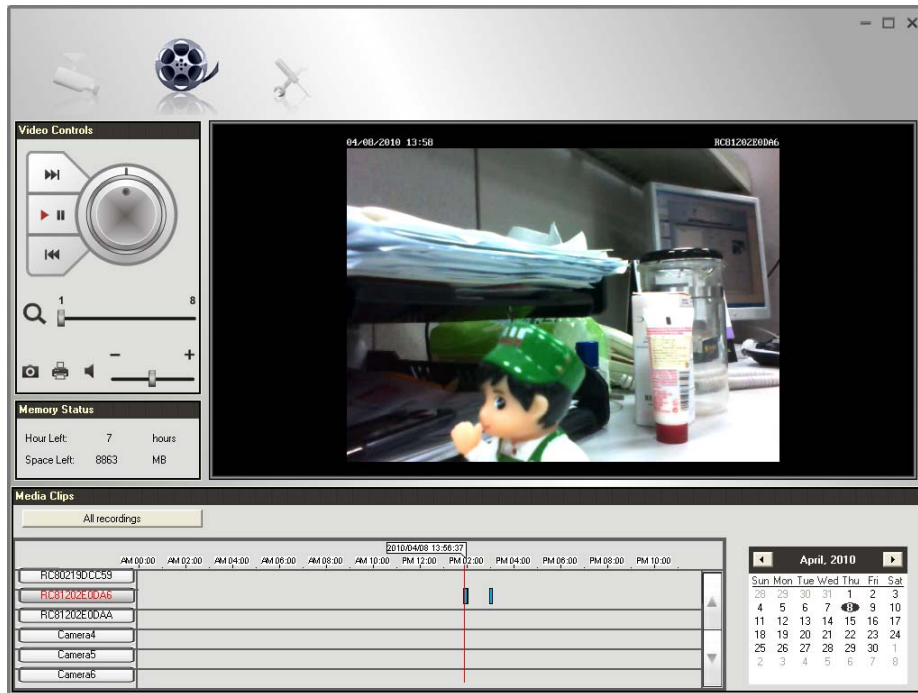 Video Controls
04/08/2010 13:58
RC81202E0DA6
1
8
−
+
Memory Status
Hour Left: 7 hours
Space Left: 8863 MB
Media Clips
All recordings
2010/04/08 13:56:37
AM 00:00 AM 02:00 AM 04:00 AM 06:00 AM 08:00 AM 10:00 PM 12:00 PM 02:00 PM 04:00 PM 06:00 PM 08:00 PM 10:00
RC80219DCC59
RC81202E0DA6
RC81202E0DAA
Camera4
Camera5
Camera6
April, 2010
Sun Mon Tue Wed Thu Fri Sat
28 29 30 31 1 2 3
4 5 6 7 8 9 10
11 12 13 14 15 16 17
18 19 20 21 22 23 24
25 26 27 28 29 30 1
2 3 4 5 6 7 8